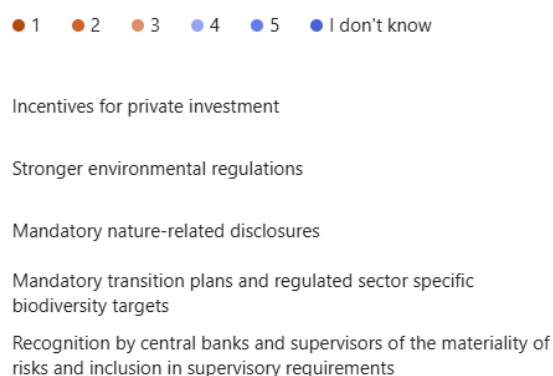 1 2 3 4 5 I don't know
Incentives for private investment
Stronger environmental regulations
Mandatory nature-related disclosures
Mandatory transition plans and regulated sector specific
biodiversity targets
Recognition by central banks and supervisors of the materiality of
risks and inclusion in supervisory requirements